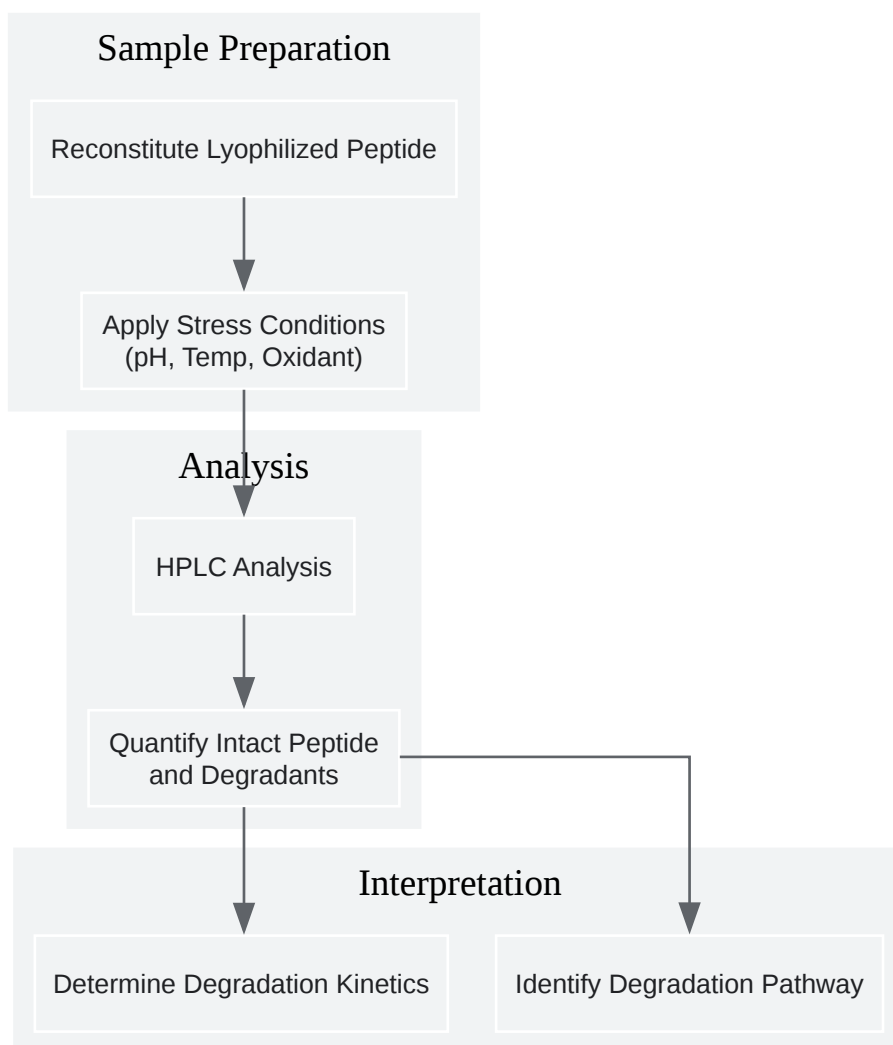 Sample Preparation
Reconstitute Lyophilized Peptide
Apply Stress Conditions
(pH, Temp, Oxidant)
Analysis
HPLC Analysis
Quantify Intact Peptide
and Degradants
Interpretation
Determine Degradation Kinetics
Identify Degradation Pathway